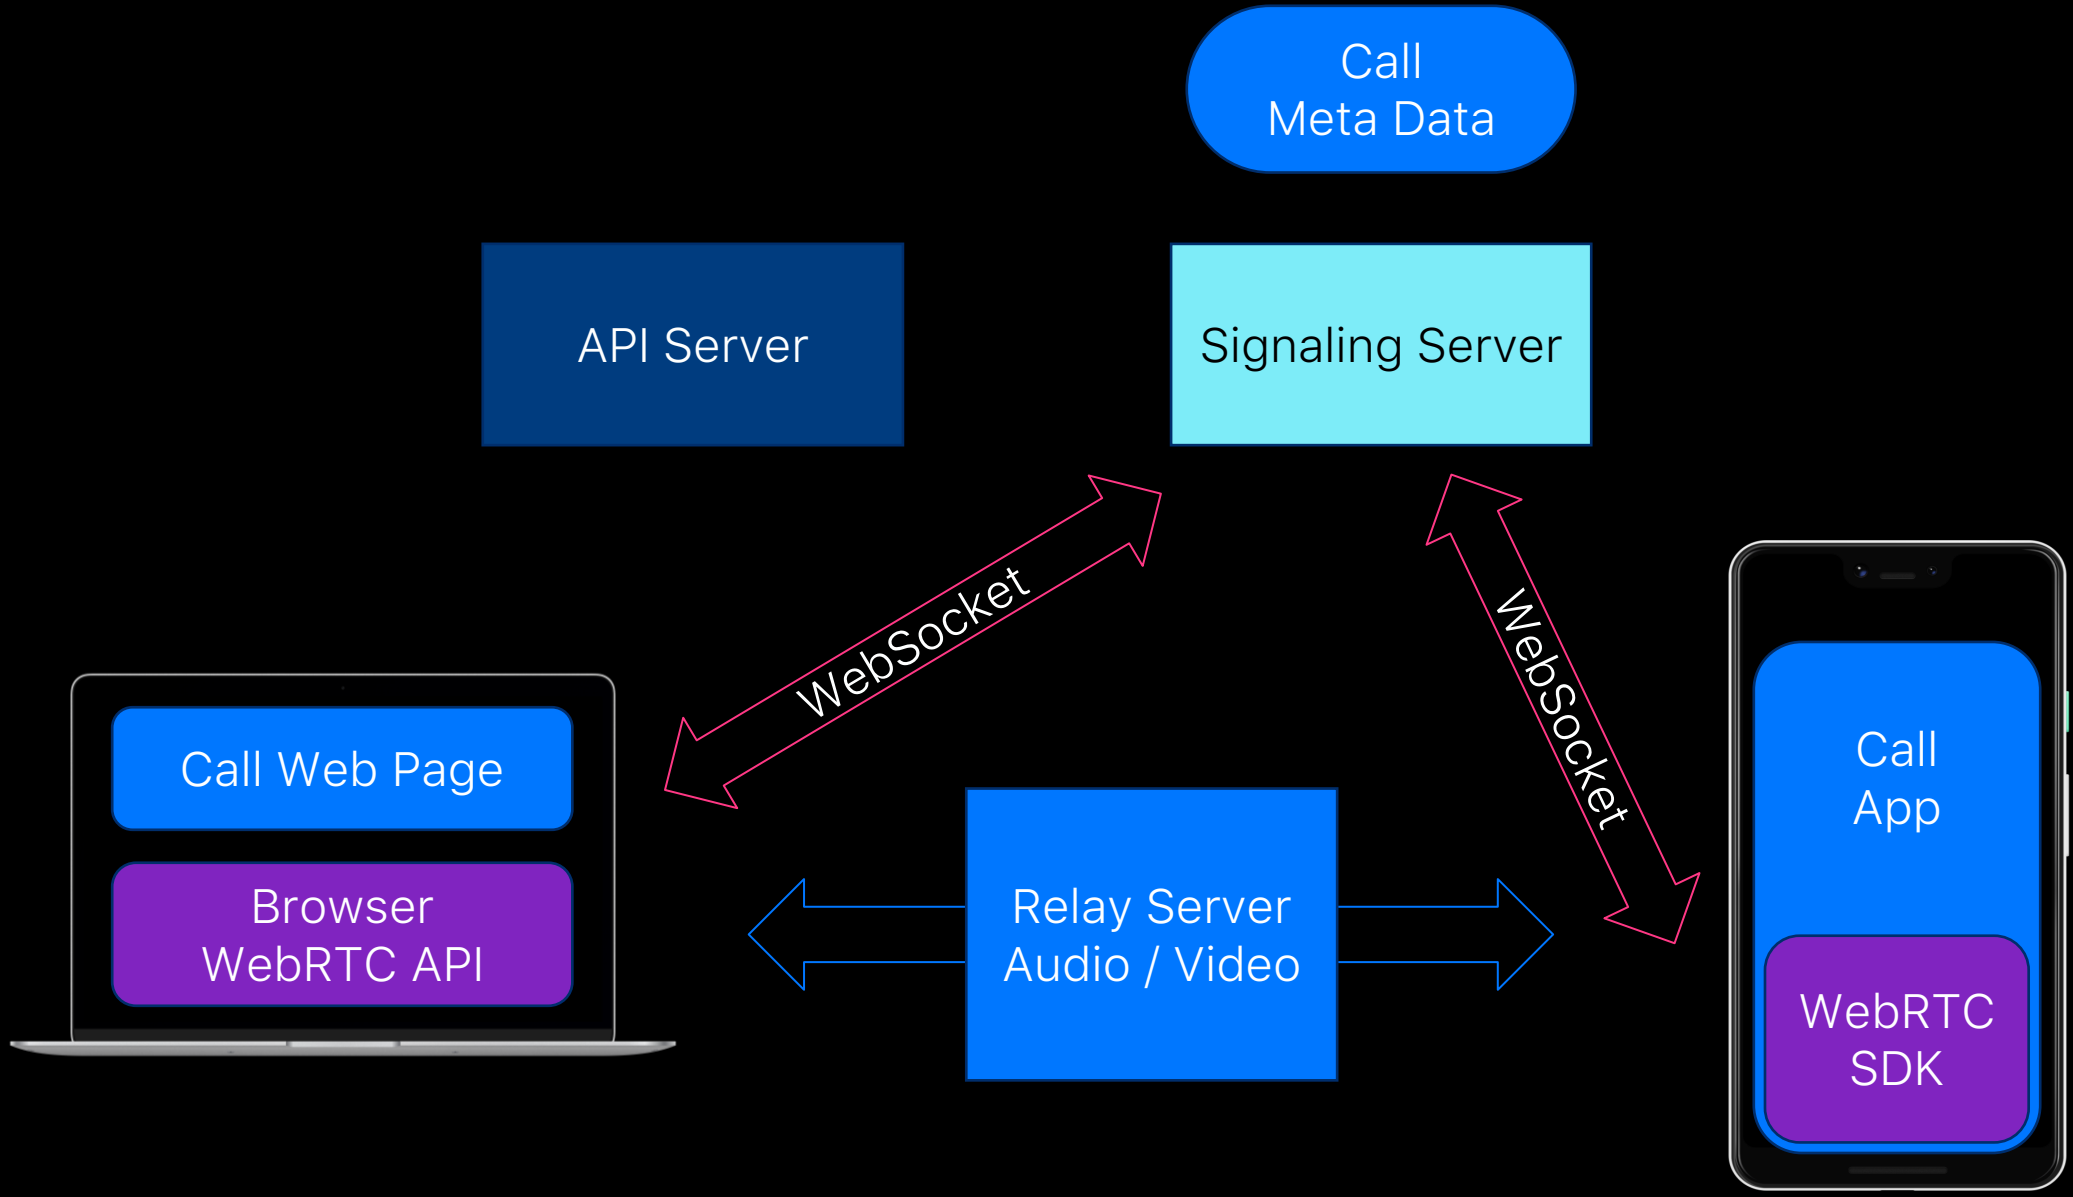 Call
Meta Data
API Server
Signaling Server
WebSocket
WebSocket
Call Web Page
Browser
WebRTC API
Relay Server
Audio / Video
Call
App
WebRTC
SDK